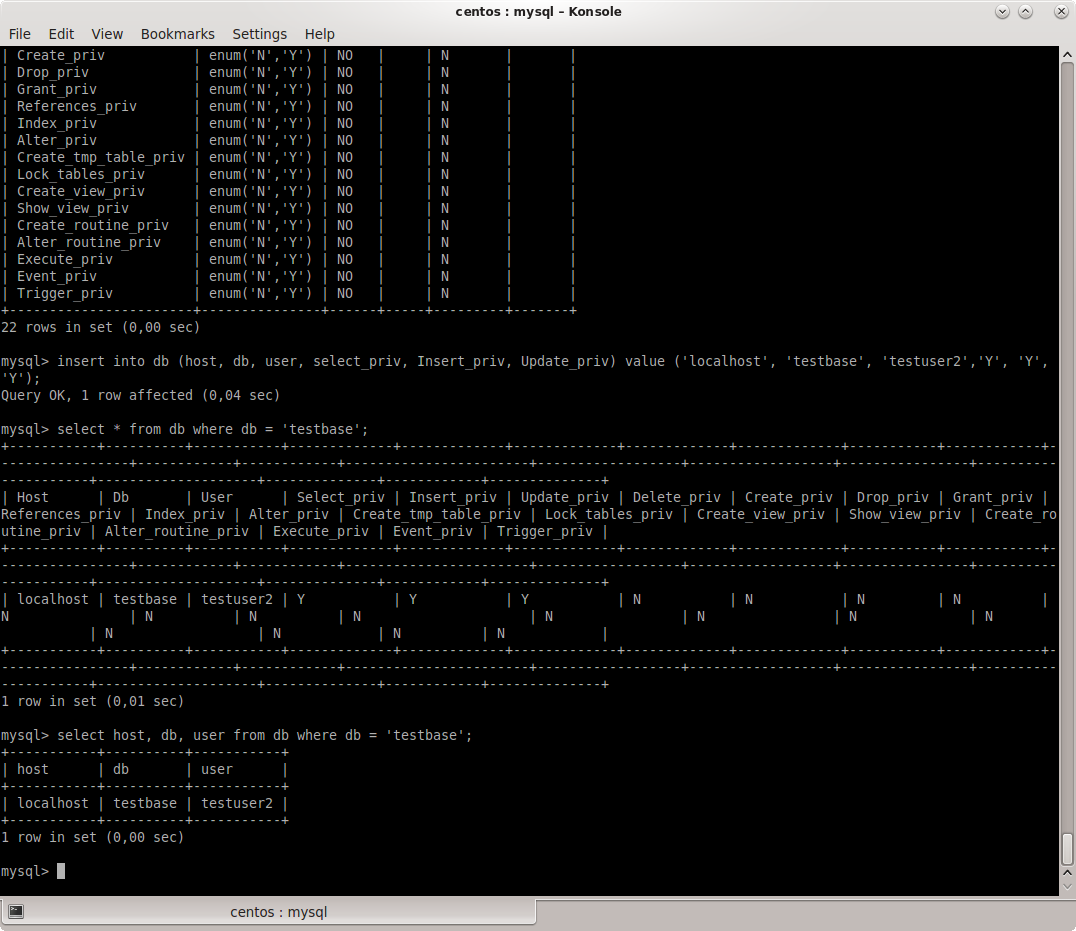 centos : mysql – Konsole
File Edit View Bookmarks Settings Help
| Create_priv           | enum('N','Y') | NO   |     | N       |       |
| Drop_priv             | enum('N','Y') | NO   |     | N       |       |
| Grant_priv            | enum('N','Y') | NO   |     | N       |       |
| References_priv       | enum('N','Y') | NO   |     | N       |       |
| Index_priv            | enum('N','Y') | NO   |     | N       |       |
| Alter_priv            | enum('N','Y') | NO   |     | N       |       |
| Create_tmp_table_priv | enum('N','Y') | NO   |     | N       |       |
| Lock_tables_priv      | enum('N','Y') | NO   |     | N       |       |
| Create_view_priv      | enum('N','Y') | NO   |     | N       |       |
| Show_view_priv        | enum('N','Y') | NO   |     | N       |       |
| Create_routine_priv   | enum('N','Y') | NO   |     | N       |       |
| Alter_routine_priv    | enum('N','Y') | NO   |     | N       |       |
| Execute_priv          | enum('N','Y') | NO   |     | N       |       |
| Event_priv            | enum('N','Y') | NO   |     | N       |       |
| Trigger_priv          | enum('N','Y') | NO   |     | N       |       |
+-----------------------+---------------+------+-----+---------+-------+
22 rows in set (0,00 sec)
mysql> insert into db (host, db, user, select_priv, Insert_priv, Update_priv) value ('localhost', 'testbase', 'testuser2','Y', 'Y',
'Y');
Query OK, 1 row affected (0,04 sec)
mysql> select * from db where db = 'testbase';
+-----------+----------+-----------+-------------+-------------+-------------+-------------+-------------+-----------+------------+-
----------------+------------+------------+-----------------------+------------------+------------------+----------------+----------
-----------+--------------------+--------------+------------+--------------+
| Host      | Db       | User      | Select_priv | Insert_priv | Update_priv | Delete_priv | Create_priv | Drop_priv | Grant_priv |
References_priv | Index_priv | Alter_priv | Create_tmp_table_priv | Lock_tables_priv | Create_view_priv | Show_view_priv | Create_ro
utine_priv | Alter_routine_priv | Execute_priv | Event_priv | Trigger_priv |
+-----------+----------+-----------+-------------+-------------+-------------+-------------+-------------+-----------+------------+-
----------------+------------+------------+-----------------------+------------------+------------------+----------------+----------
-----------+--------------------+--------------+------------+--------------+
| localhost | testbase | testuser2 | Y           | Y           | Y           | N           | N           | N         | N          |
N               | N          | N          | N                     | N                | N                | N              | N
           | N                  | N            | N          | N            |
+-----------+----------+-----------+-------------+-------------+-------------+-------------+-------------+-----------+------------+-
----------------+------------+------------+-----------------------+------------------+------------------+----------------+----------
-----------+--------------------+--------------+------------+--------------+
1 row in set (0,01 sec)
mysql> select host, db, user from db where db = 'testbase';
+-----------+----------+-----------+
| host      | db       | user      |
+-----------+----------+-----------+
| localhost | testbase | testuser2 |
+-----------+----------+-----------+
1 row in set (0,00 sec)
mysql>
centos : mysql